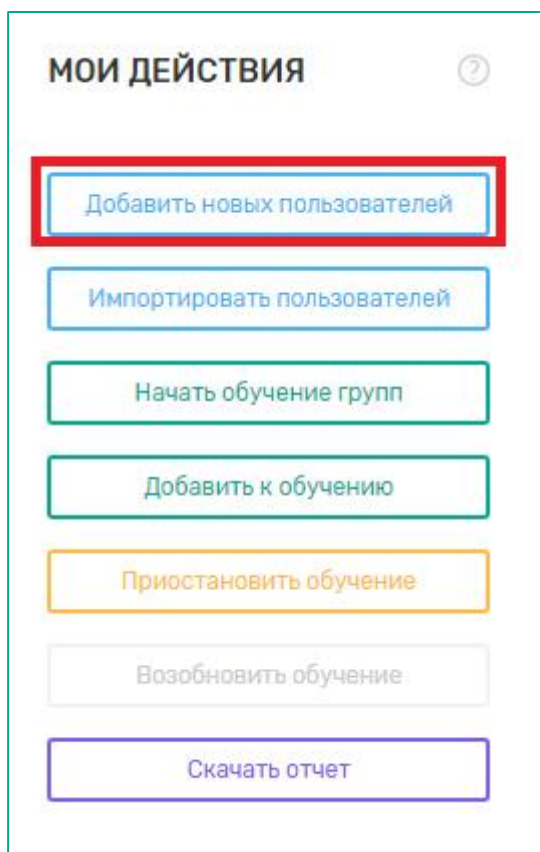 МОИ ДЕЙСТВИЯ ?
Добавить новых пользователей
Импортировать пользователей
Начать обучение групп
Добавить к обучению
Приостановить обучение
Возобновить обучение
Скачать отчет